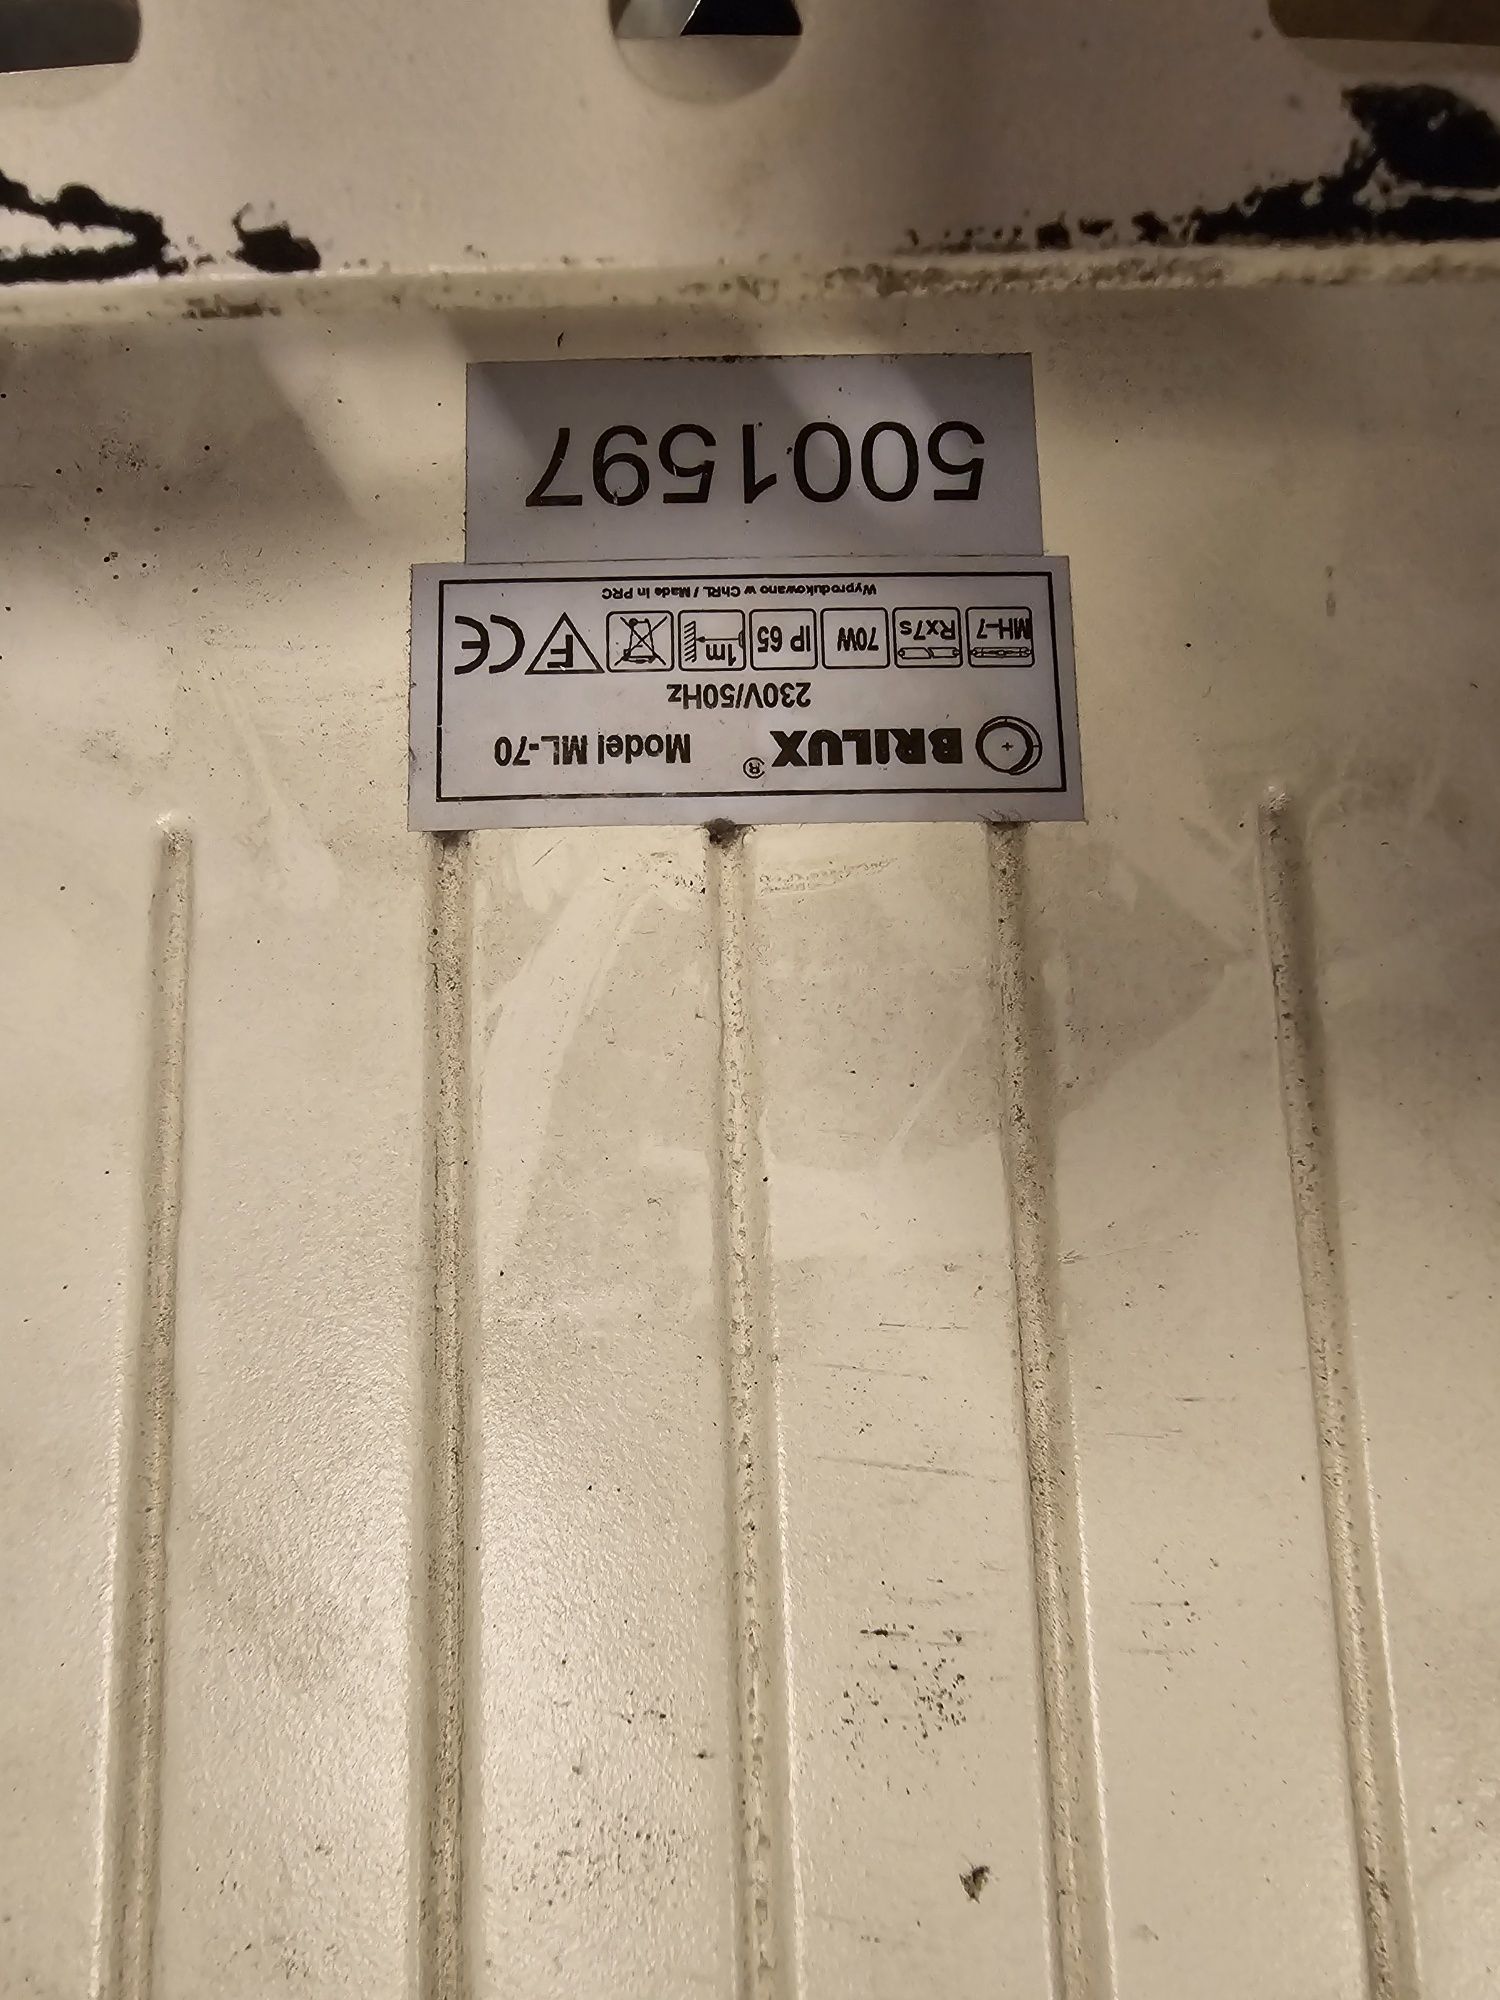 BRILUX ® Model ML-70
230V/50Hz
MH-7 Rx7s 70W IP 65 1m F CE
Wyprodukowano w ChRL / Made in PRC
5001597